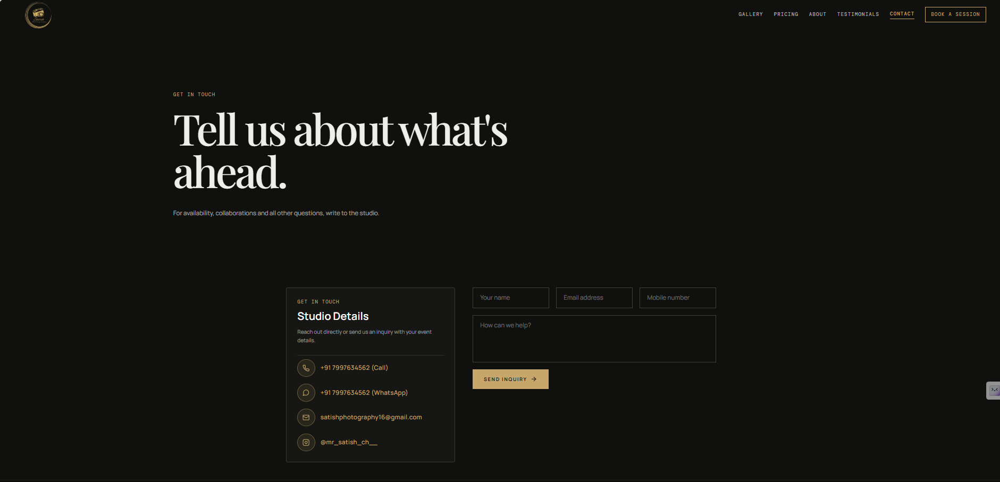 Satish
GALLERY
PRICING
ABOUT
TESTIMONIALS
CONTACT
BOOK A SESSION
GET IN TOUCH
Tell us about what's
ahead.
For availability, collaborations and all other questions, write to the studio.
GET IN TOUCH
Studio Details
Reach out directly or send us an inquiry with your event
details.
+91 7997634562 (Call)
+91 7997634562 (WhatsApp)
satishphotography16@gmail.com
@mr_satish_ch__
Your name
Email address
Mobile number
How can we help?
SEND INQUIRY